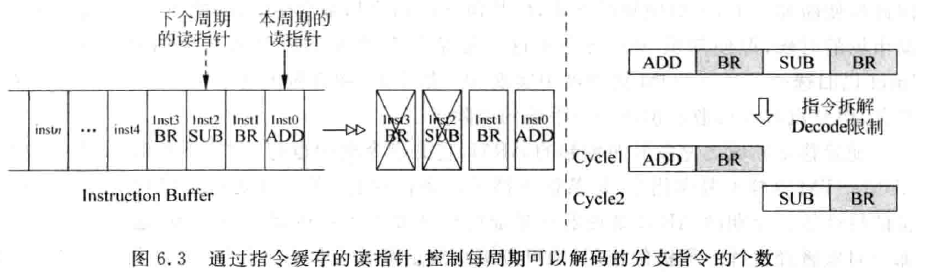 下个周期
的读指针
本周期的
读指针
instn … inst4 Inst3 BR Inst2 SUB Inst1 BR Inst0 ADD
Inst3 BR Inst2 SUB Inst1 BR Inst0 ADD
Instruction Buffer
ADD BR SUB BR
指令拆解
Decode限制
Cycle1 ADD BR
Cycle2 SUB BR
图 6.3 通过指令缓存的读指针,控制每周期可以解码的分支指令的个数